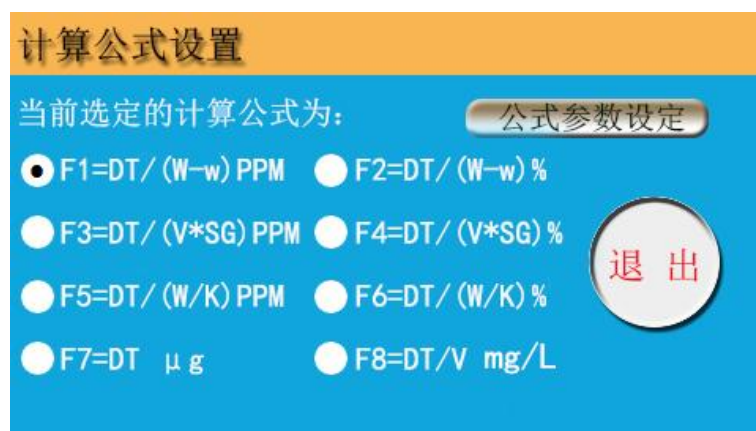 计算公式设置
当前选定的计算公式为: 公式参数设定
F1=DT/(W-w)PPM F2=DT/(W-w)%
F3=DT/(V*SG)PPM F4=DT/(V*SG)%
退 出
F5=DT/(W/K)PPM F6=DT/(W/K)%
F7=DT μg F8=DT/V mg/L